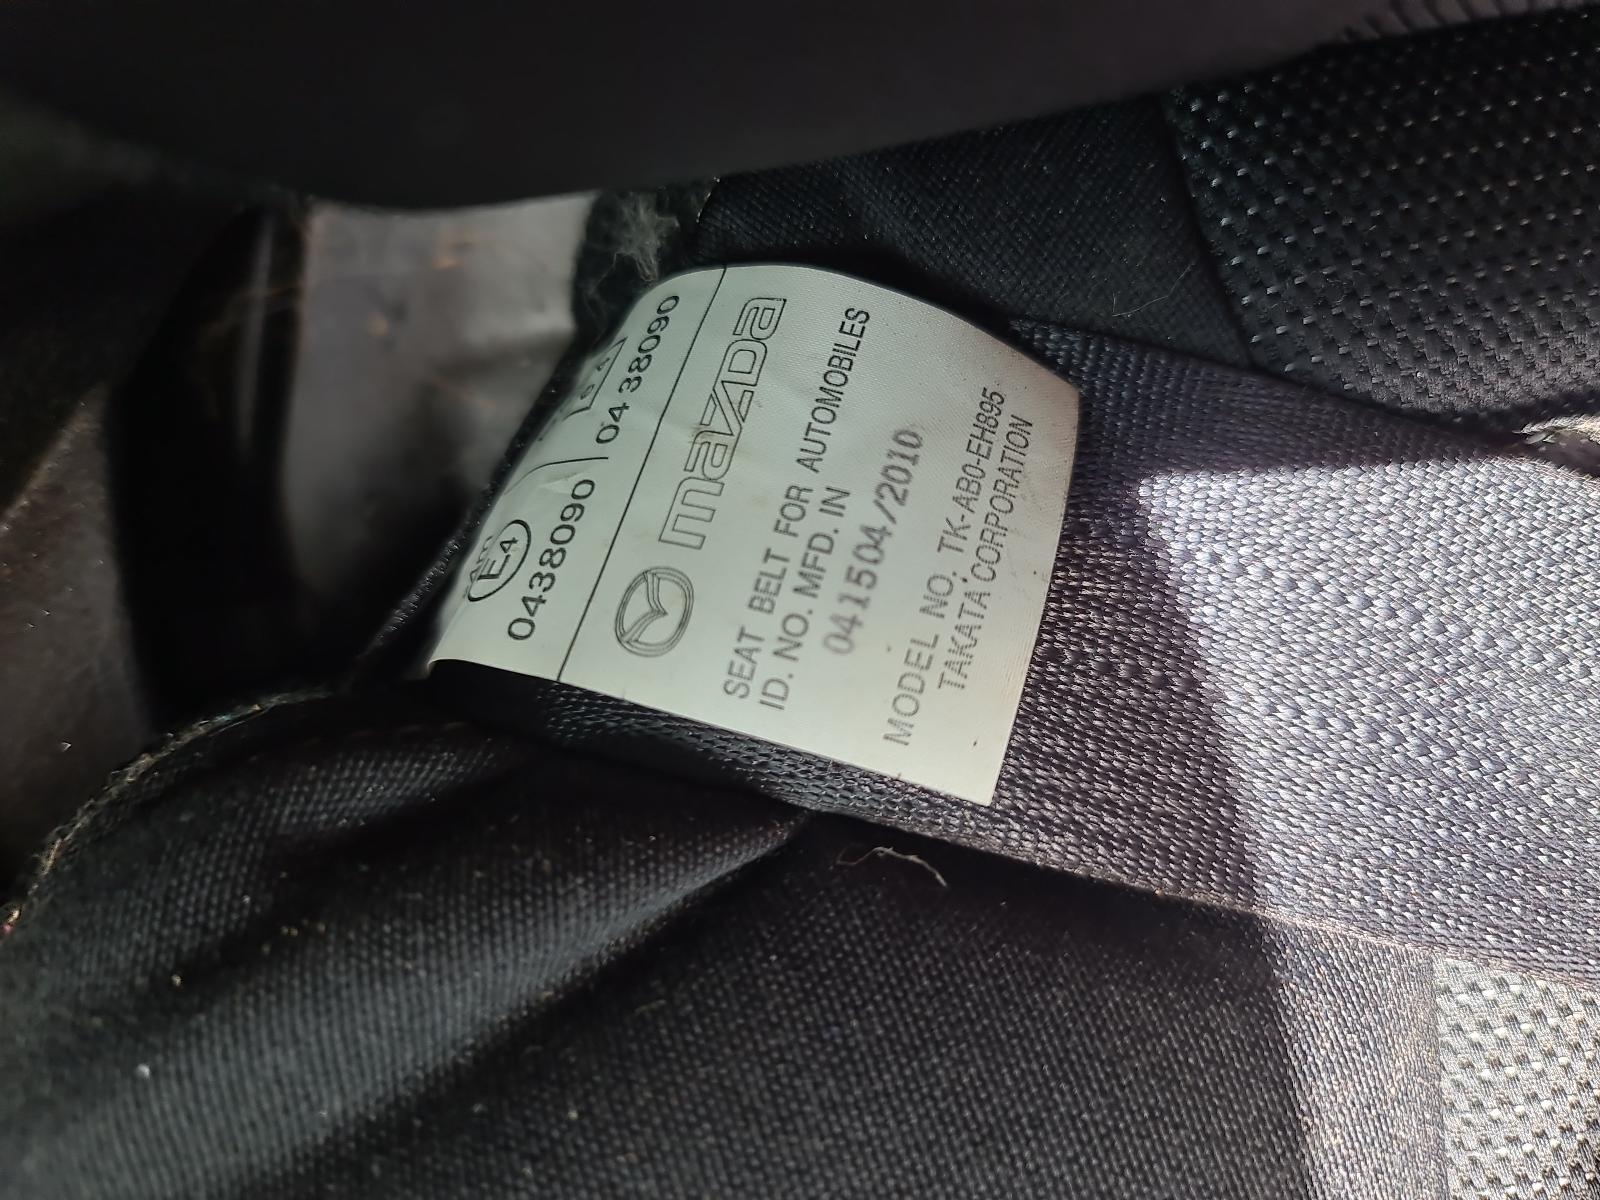 E4
0438090
e4
04 38090
mazda
SEAT BELT FOR AUTOMOBILES
ID. NO. MFD. IN
041504/2010
MODEL NO. TK-AB0-EH895
TAKATA CORPORATION